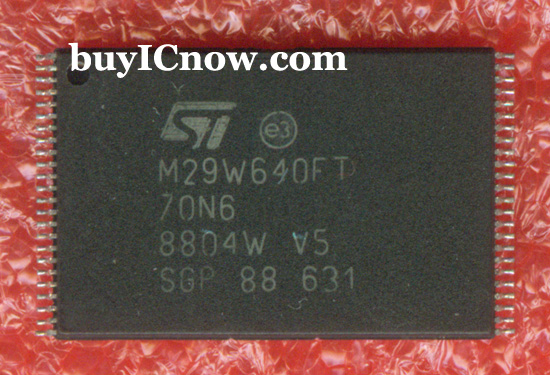 buyICnow.com
ST e3
M29W640FT
70N6
8804W V5
SGP 88 631